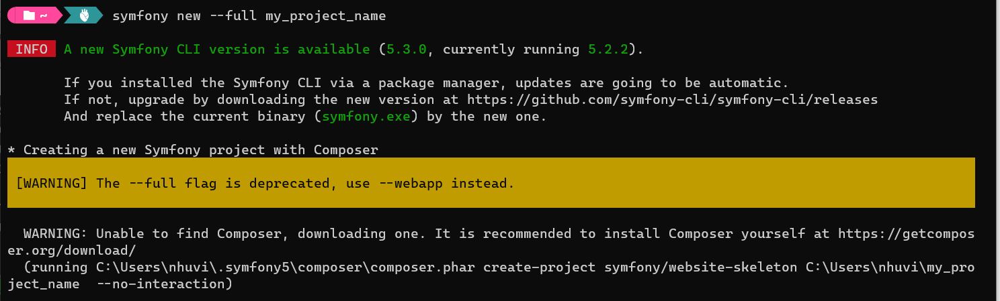 ~ symfony new --full my_project_name
INFO A new Symfony CLI version is available (5.3.0, currently running 5.2.2).
If you installed the Symfony CLI via a package manager, updates are going to be automatic.
If not, upgrade by downloading the new version at https://github.com/symfony-cli/symfony-cli/releases
And replace the current binary (symfony.exe) by the new one.
* Creating a new Symfony project with Composer
[WARNING] The --full flag is deprecated, use --webapp instead.
WARNING: Unable to find Composer, downloading one. It is recommended to install Composer yourself at https://getcompos
er.org/download/
(running C:\Users\nhuvi\.symfony5\composer\composer.phar create-project symfony/website-skeleton C:\Users\nhuvi\my_pro
ject_name  --no-interaction)